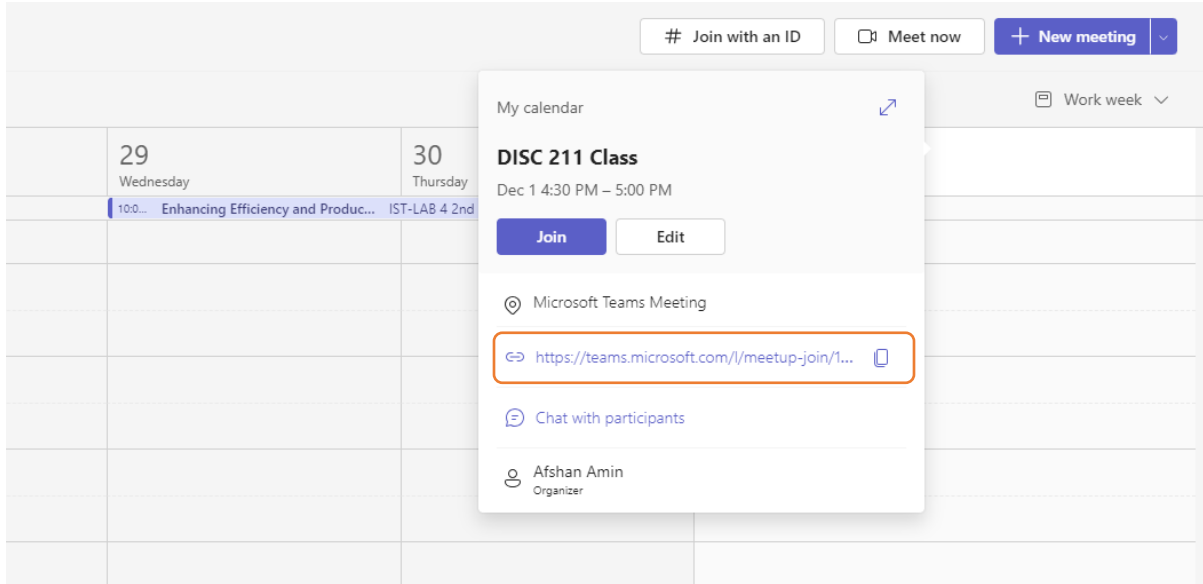 # Join with an ID
Meet now
+ New meeting
Work week
29
Wednesday
30
Thursday
10:0... Enhancing Efficiency and Produc... IST-LAB 4 2nd
My calendar
DISC 211 Class
Dec 1 4:30 PM – 5:00 PM
Join
Edit
Microsoft Teams Meeting
https://teams.microsoft.com/l/meetup-join/1...
Chat with participants
Afshan Amin
Organizer